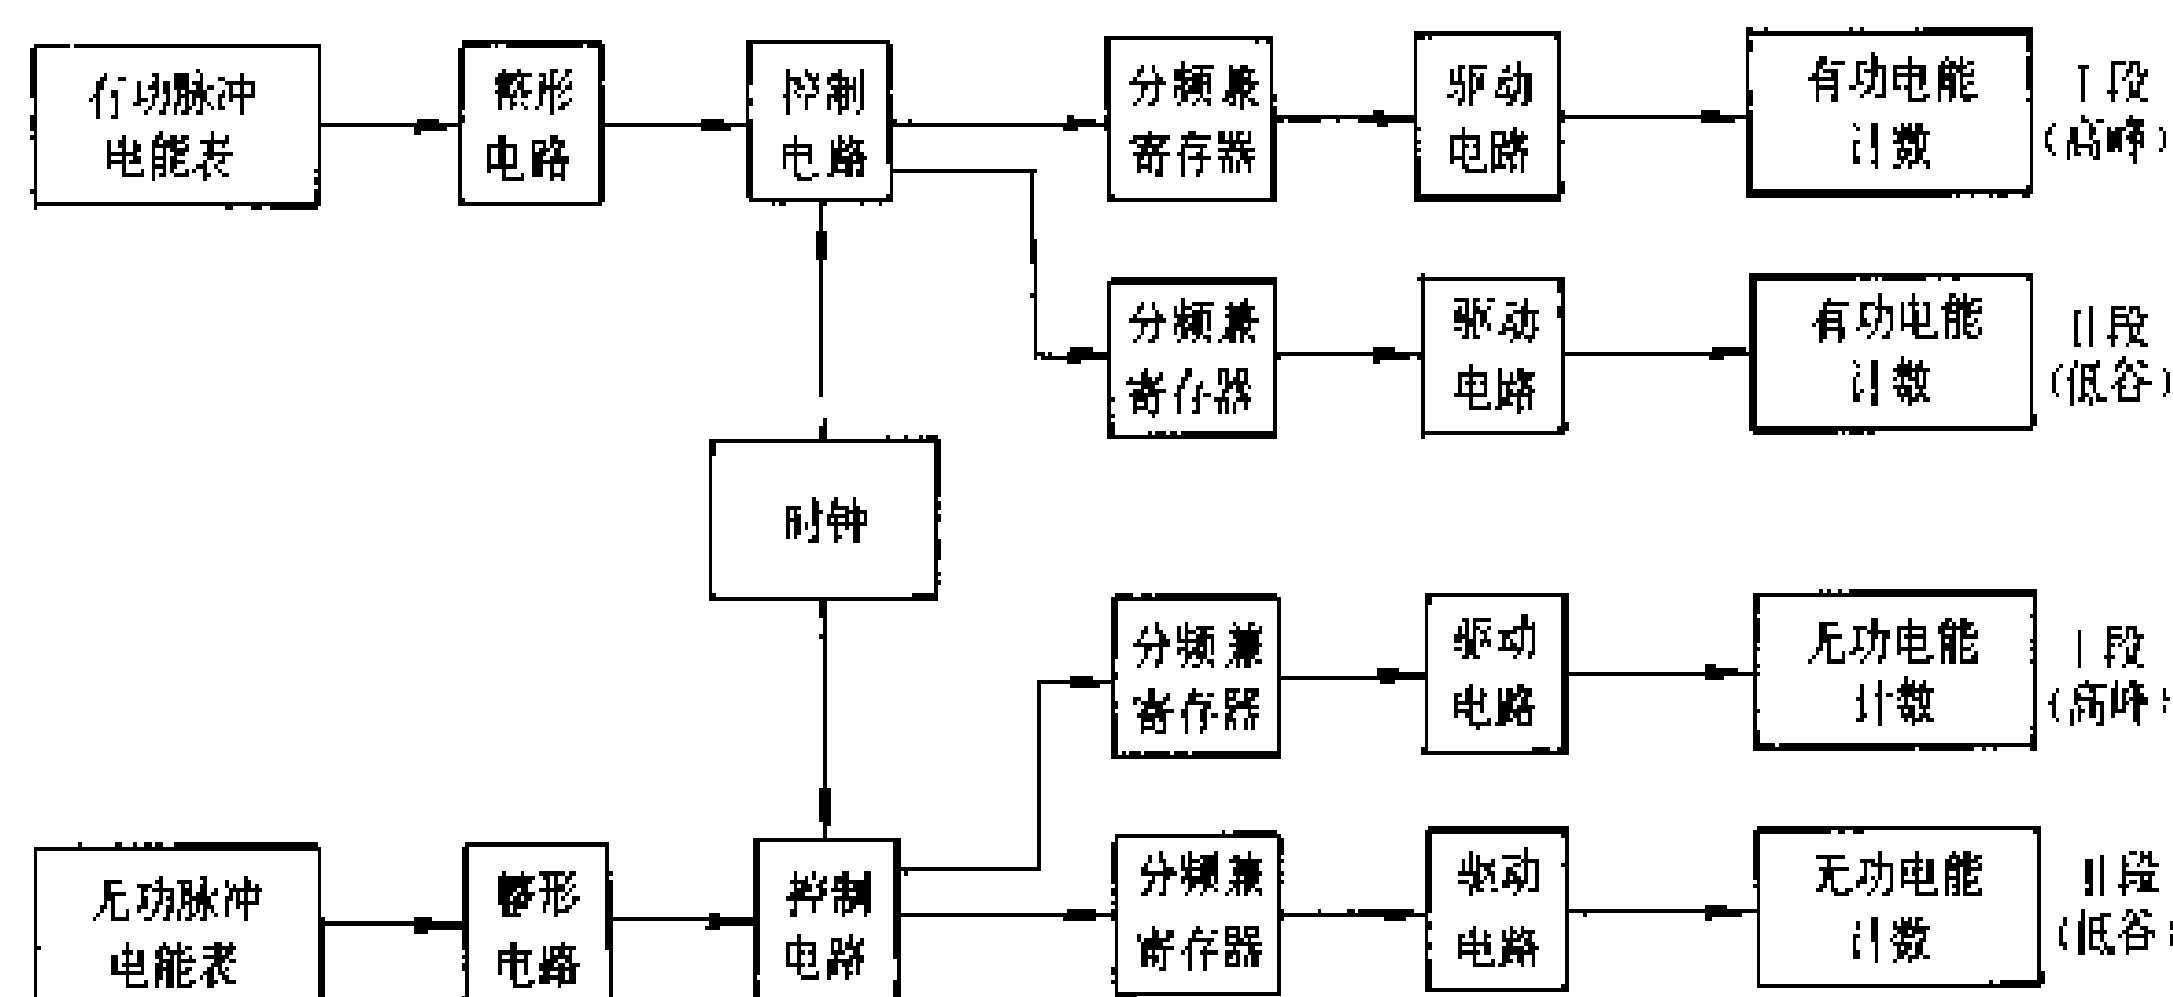 有功脉冲
电能表
整形
电路
控制
电路
分频兼
寄存器
驱动
电路
有功电能
计数
I段
(高峰)
分频兼
寄存器
驱动
电路
有功电能
计数
II段
(低谷)
时钟
分频兼
寄存器
驱动
电路
无功电能
计数
I段
(高峰)
无功脉冲
电能表
整形
电路
控制
电路
分频兼
寄存器
驱动
电路
无功电能
计数
II段
(低谷)